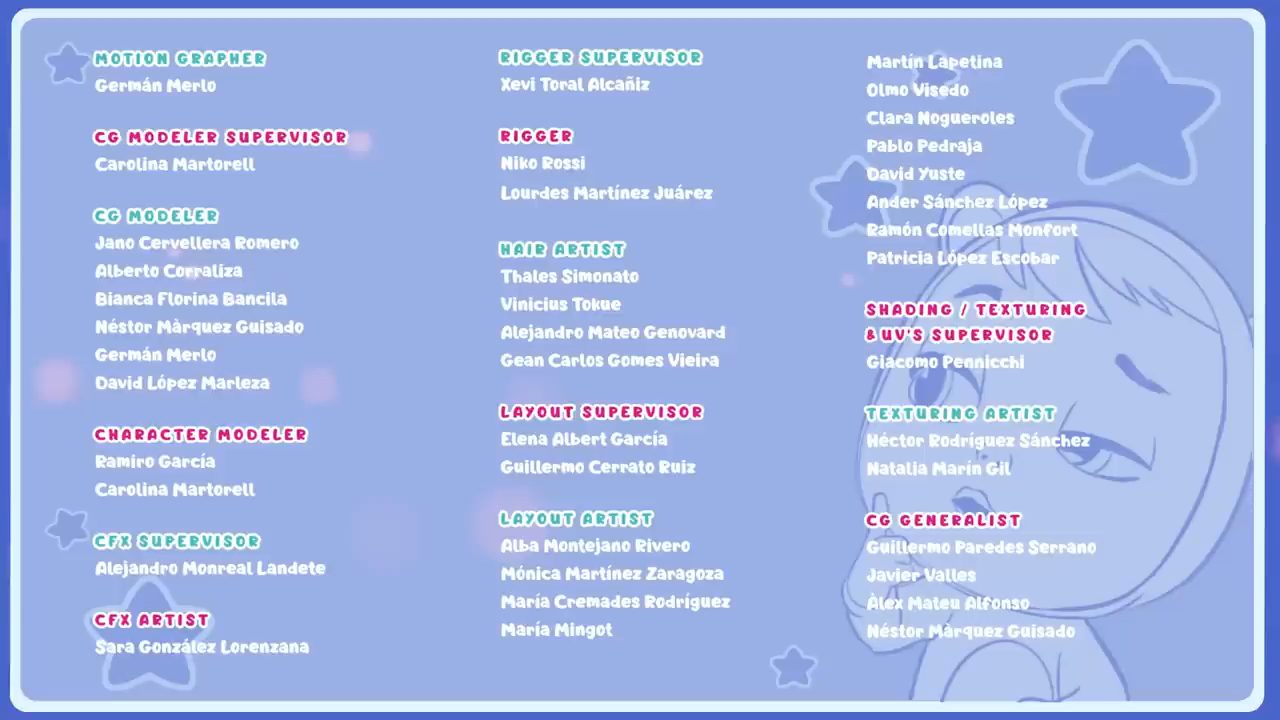 MOTION GRAPHER
Germán Merlo
CG MODELER SUPERVISOR
Carolina Martorell
CG MODELER
Jano Cervellera Romero
Alberto Corraliza
Bianca Florina Bancila
Néstor Màrquez Guisado
Germán Merlo
David López Marleza
CHARACTER MODELER
Ramiro García
Carolina Martorell
CFX SUPERVISOR
Alejandro Monreal Landete
CFX ARTIST
Sara González Lorenzana
RIGGER SUPERVISOR
Xevi Toral Alcañiz
RIGGER
Niko Rossi
Lourdes Martínez Juárez
HAIR ARTIST
Thales Simonato
Vinicius Tokue
Alejandro Mateo Genovard
Gean Carlos Gomes Vieira
LAYOUT SUPERVISOR
Elena Albert García
Guillermo Cerrato Ruiz
LAYOUT ARTIST
Alba Montejano Rivero
Mónica Martínez Zaragoza
María Cremades Rodríguez
María Mingot
Martín Lapetina
Olmo Visedo
Clara Nogueroles
Pablo Pedraja
David Yuste
Ander Sánchez López
Ramón Comellas Monfort
Patricia López Escobar
SHADING / TEXTURING
& UV'S SUPERVISOR
Giacomo Pennicchi
TEXTURING ARTIST
Héctor Rodríguez Sánchez
Natalia Marín Gil
CG GENERALIST
Guillermo Paredes Serrano
Javier Valles
Àlex Mateu Alfonso
Néstor Màrquez Guisado